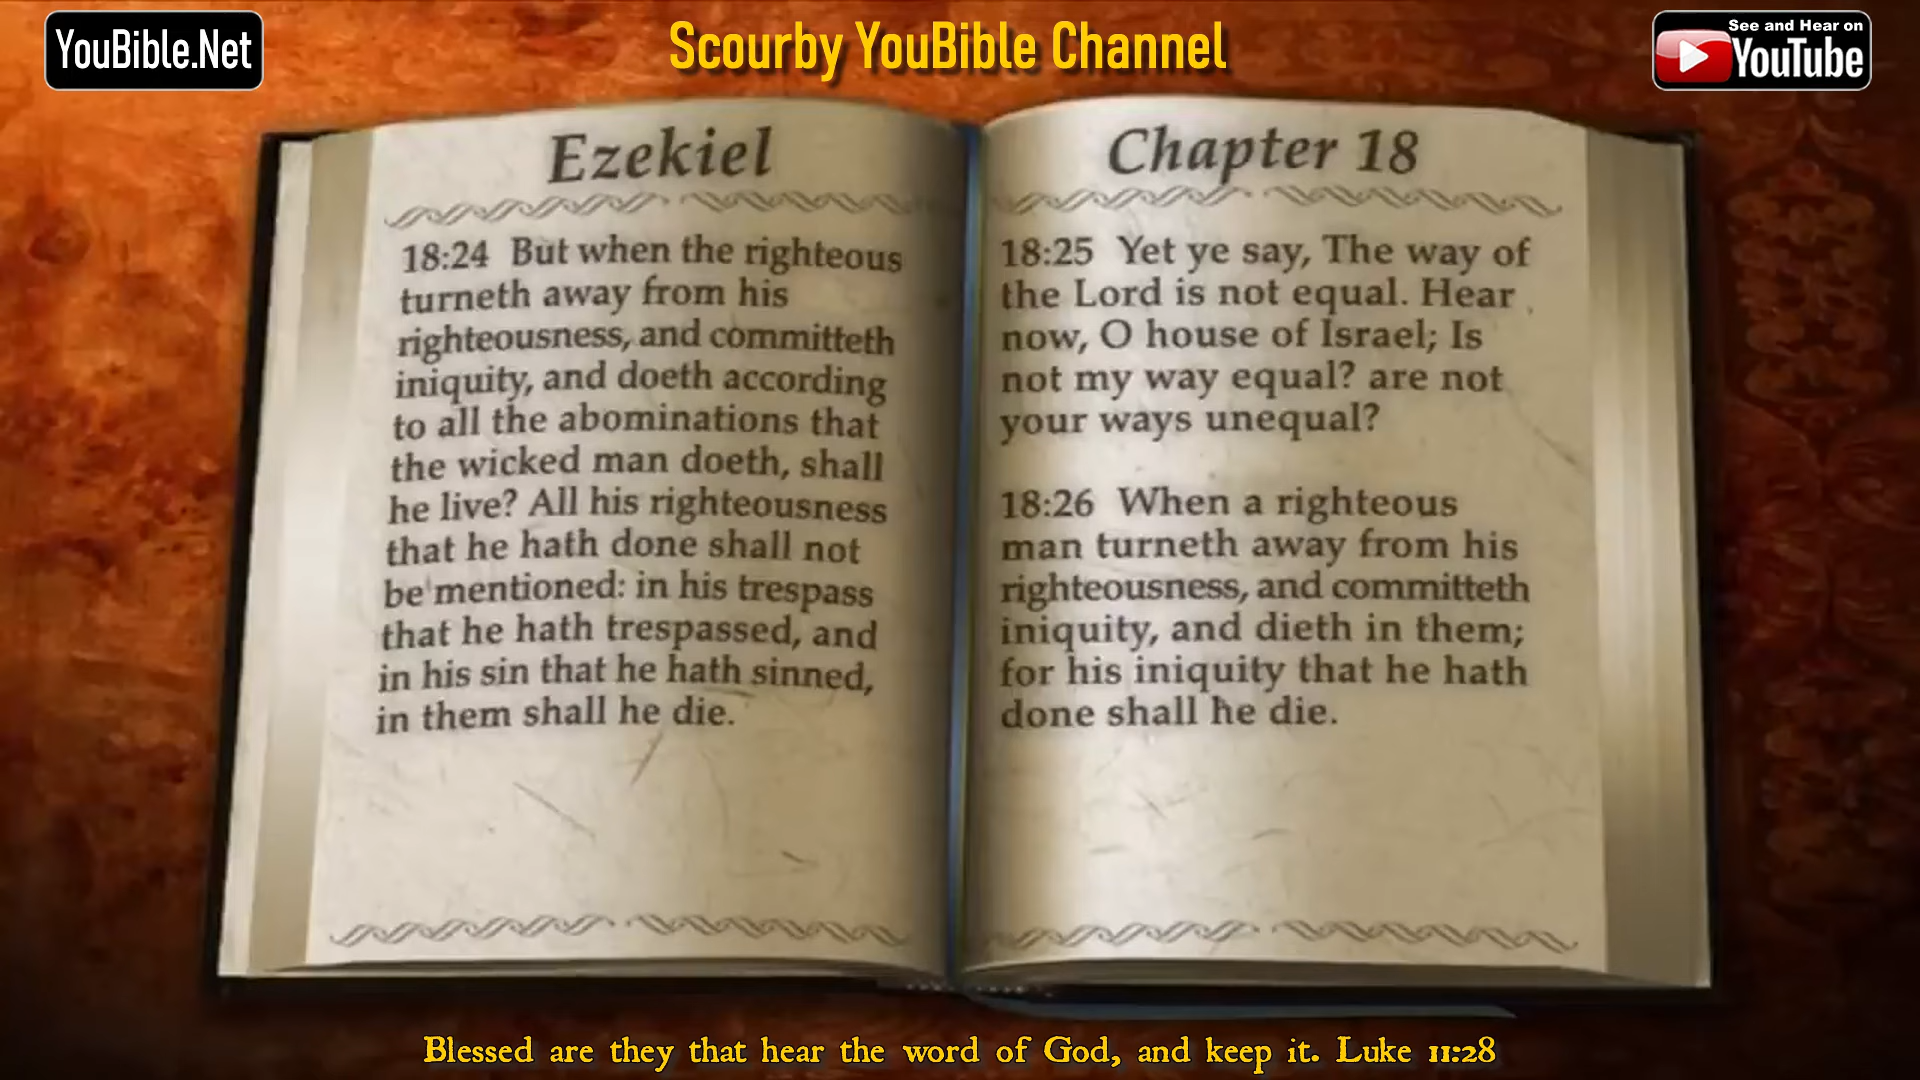 YouBible.Net
Scourby YouBible Channel
See and Hear on
YouTube
Ezekiel
18:24 But when the righteous
turneth away from his
righteousness, and committeth
iniquity, and doeth according
to all the abominations that
the wicked man doeth, shall
he live? All his righteousness
that he hath done shall not
be mentioned: in his trespass
that he hath trespassed, and
in his sin that he hath sinned,
in them shall he die.
Chapter 18
18:25 Yet ye say, The way of
the Lord is not equal. Hear
now, O house of Israel; Is
not my way equal? are not
your ways unequal?
18:26 When a righteous
man turneth away from his
righteousness, and committeth
iniquity, and dieth in them;
for his iniquity that he hath
done shall he die.
Blessed are they that hear the word of God, and keep it. Luke 11:28